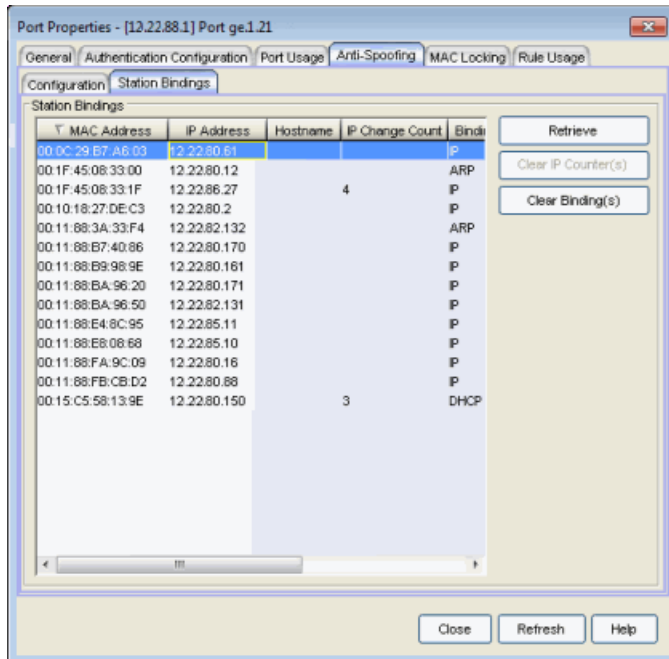 Port Properties - [12.22.88.1] Port ge.1.21
General Authentication Configuration Port Usage Anti-Spoofing MAC Locking Rule Usage
Configuration Station Bindings
Station Bindings
MAC Address IP Address Hostname IP Change Count Bindi
00:0C:29:B7:A6:03 12.22.80.61 IP
00:1F:45:08:33:00 12.22.80.12 ARP
00:1F:45:08:33:1F 12.22.86.27 4 IP
00:10:18:27:DE:C3 12.22.80.2 IP
00:11:88:3A:33:F4 12.22.82.132 ARP
00:11:88:B7:40:86 12.22.80.170 IP
00:11:88:B9:98:9E 12.22.80.161 IP
00:11:88:BA:96:20 12.22.80.171 IP
00:11:88:BA:96:50 12.22.82.131 IP
00:11:88:E4:8C:95 12.22.85.11 IP
00:11:88:E8:08:68 12.22.85.10 IP
00:11:88:FA:9C:09 12.22.80.16 IP
00:11:88:FB:CB:D2 12.22.80.88 IP
00:15:C5:58:13:9E 12.22.80.150 3 DHCP
Retrieve
Clear IP Counter(s)
Clear Binding(s)
Close Refresh Help